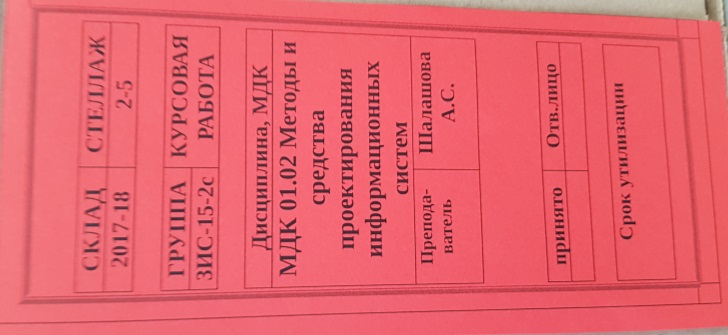 СКЛАД СТЕЛЛАЖ
2017-18 2-5
ГРУППА КУРСОВАЯ
ЗИС-15-2с РАБОТА
Дисциплина, МДК
МДК 01.02 Методы и
средства
проектирования
информационных
систем
Препода- Шалашова
ватель А.С.
принято Отв.лицо
Срок утилизации